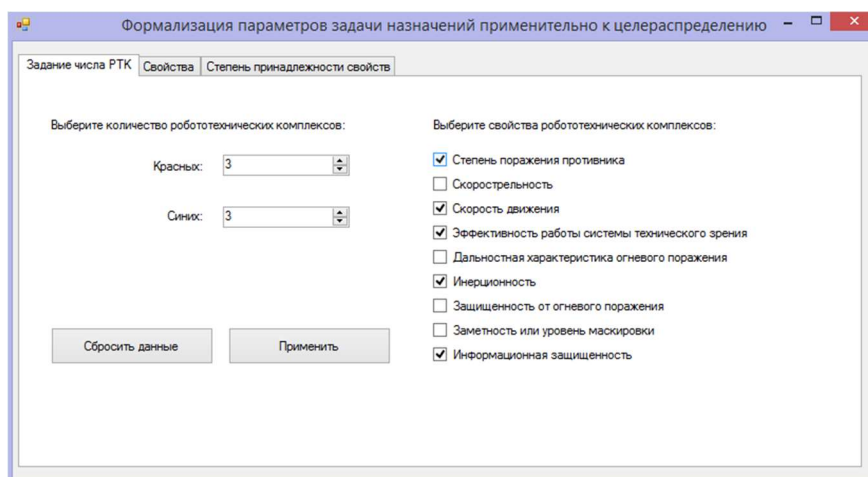 Формализация параметров задачи назначений применительно к целераспределению
Задание числа РТК Свойства Степень принадлежности свойств
Выберите количество робототехнических комплексов:
Красных: 3
Синих: 3
Сбросить данные Применить
Выберите свойства робототехнических комплексов:
Степень поражения противника
Скорострельность
Скорость движения
Эффективность работы системы технического зрения
Дальностная характеристика огневого поражения
Инерционность
Защищенность от огневого поражения
Заметность или уровень маскировки
Информационная защищенность